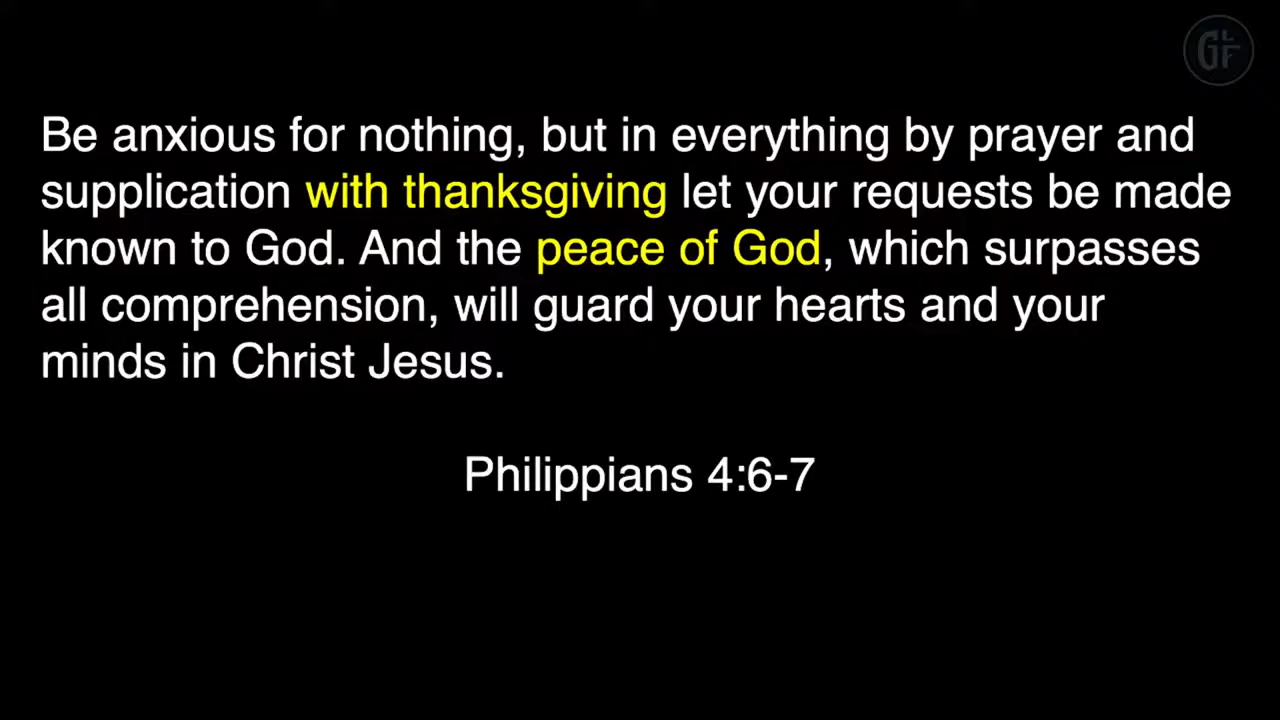 Be anxious for nothing, but in everything by prayer and
supplication with thanksgiving let your requests be made
known to God. And the peace of God, which surpasses
all comprehension, will guard your hearts and your
minds in Christ Jesus.
Philippians 4:6-7